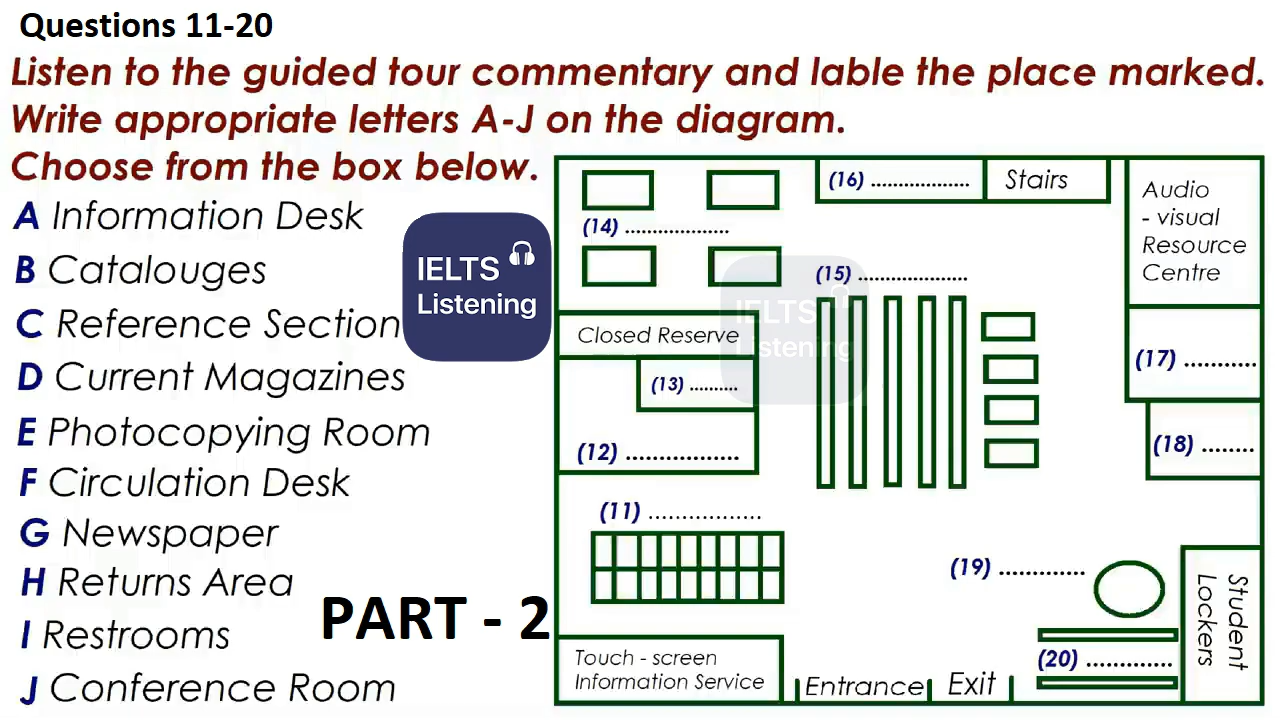 Questions 11-20
Listen to the guided tour commentary and lable the place marked.
Write appropriate letters A-J on the diagram.
Choose from the box below.
A Information Desk
B Catalouges
C Reference Section
D Current Magazines
E Photocopying Room
F Circulation Desk
G Newspaper
H Returns Area
I Restrooms
J Conference Room
PART - 2
IELTS
Listening
(16) ..................
Stairs
Audio
- visual
Resource
Centre
(14) ...................
(15) ...................
IELTS
Listening
Closed Reserve
(13) .........
(12) ....................
(17) ............
(18) ........
(11) ....................
(19) ..............
(20) ..............
Student
Lockers
Touch - screen
Information Service
Entrance
Exit